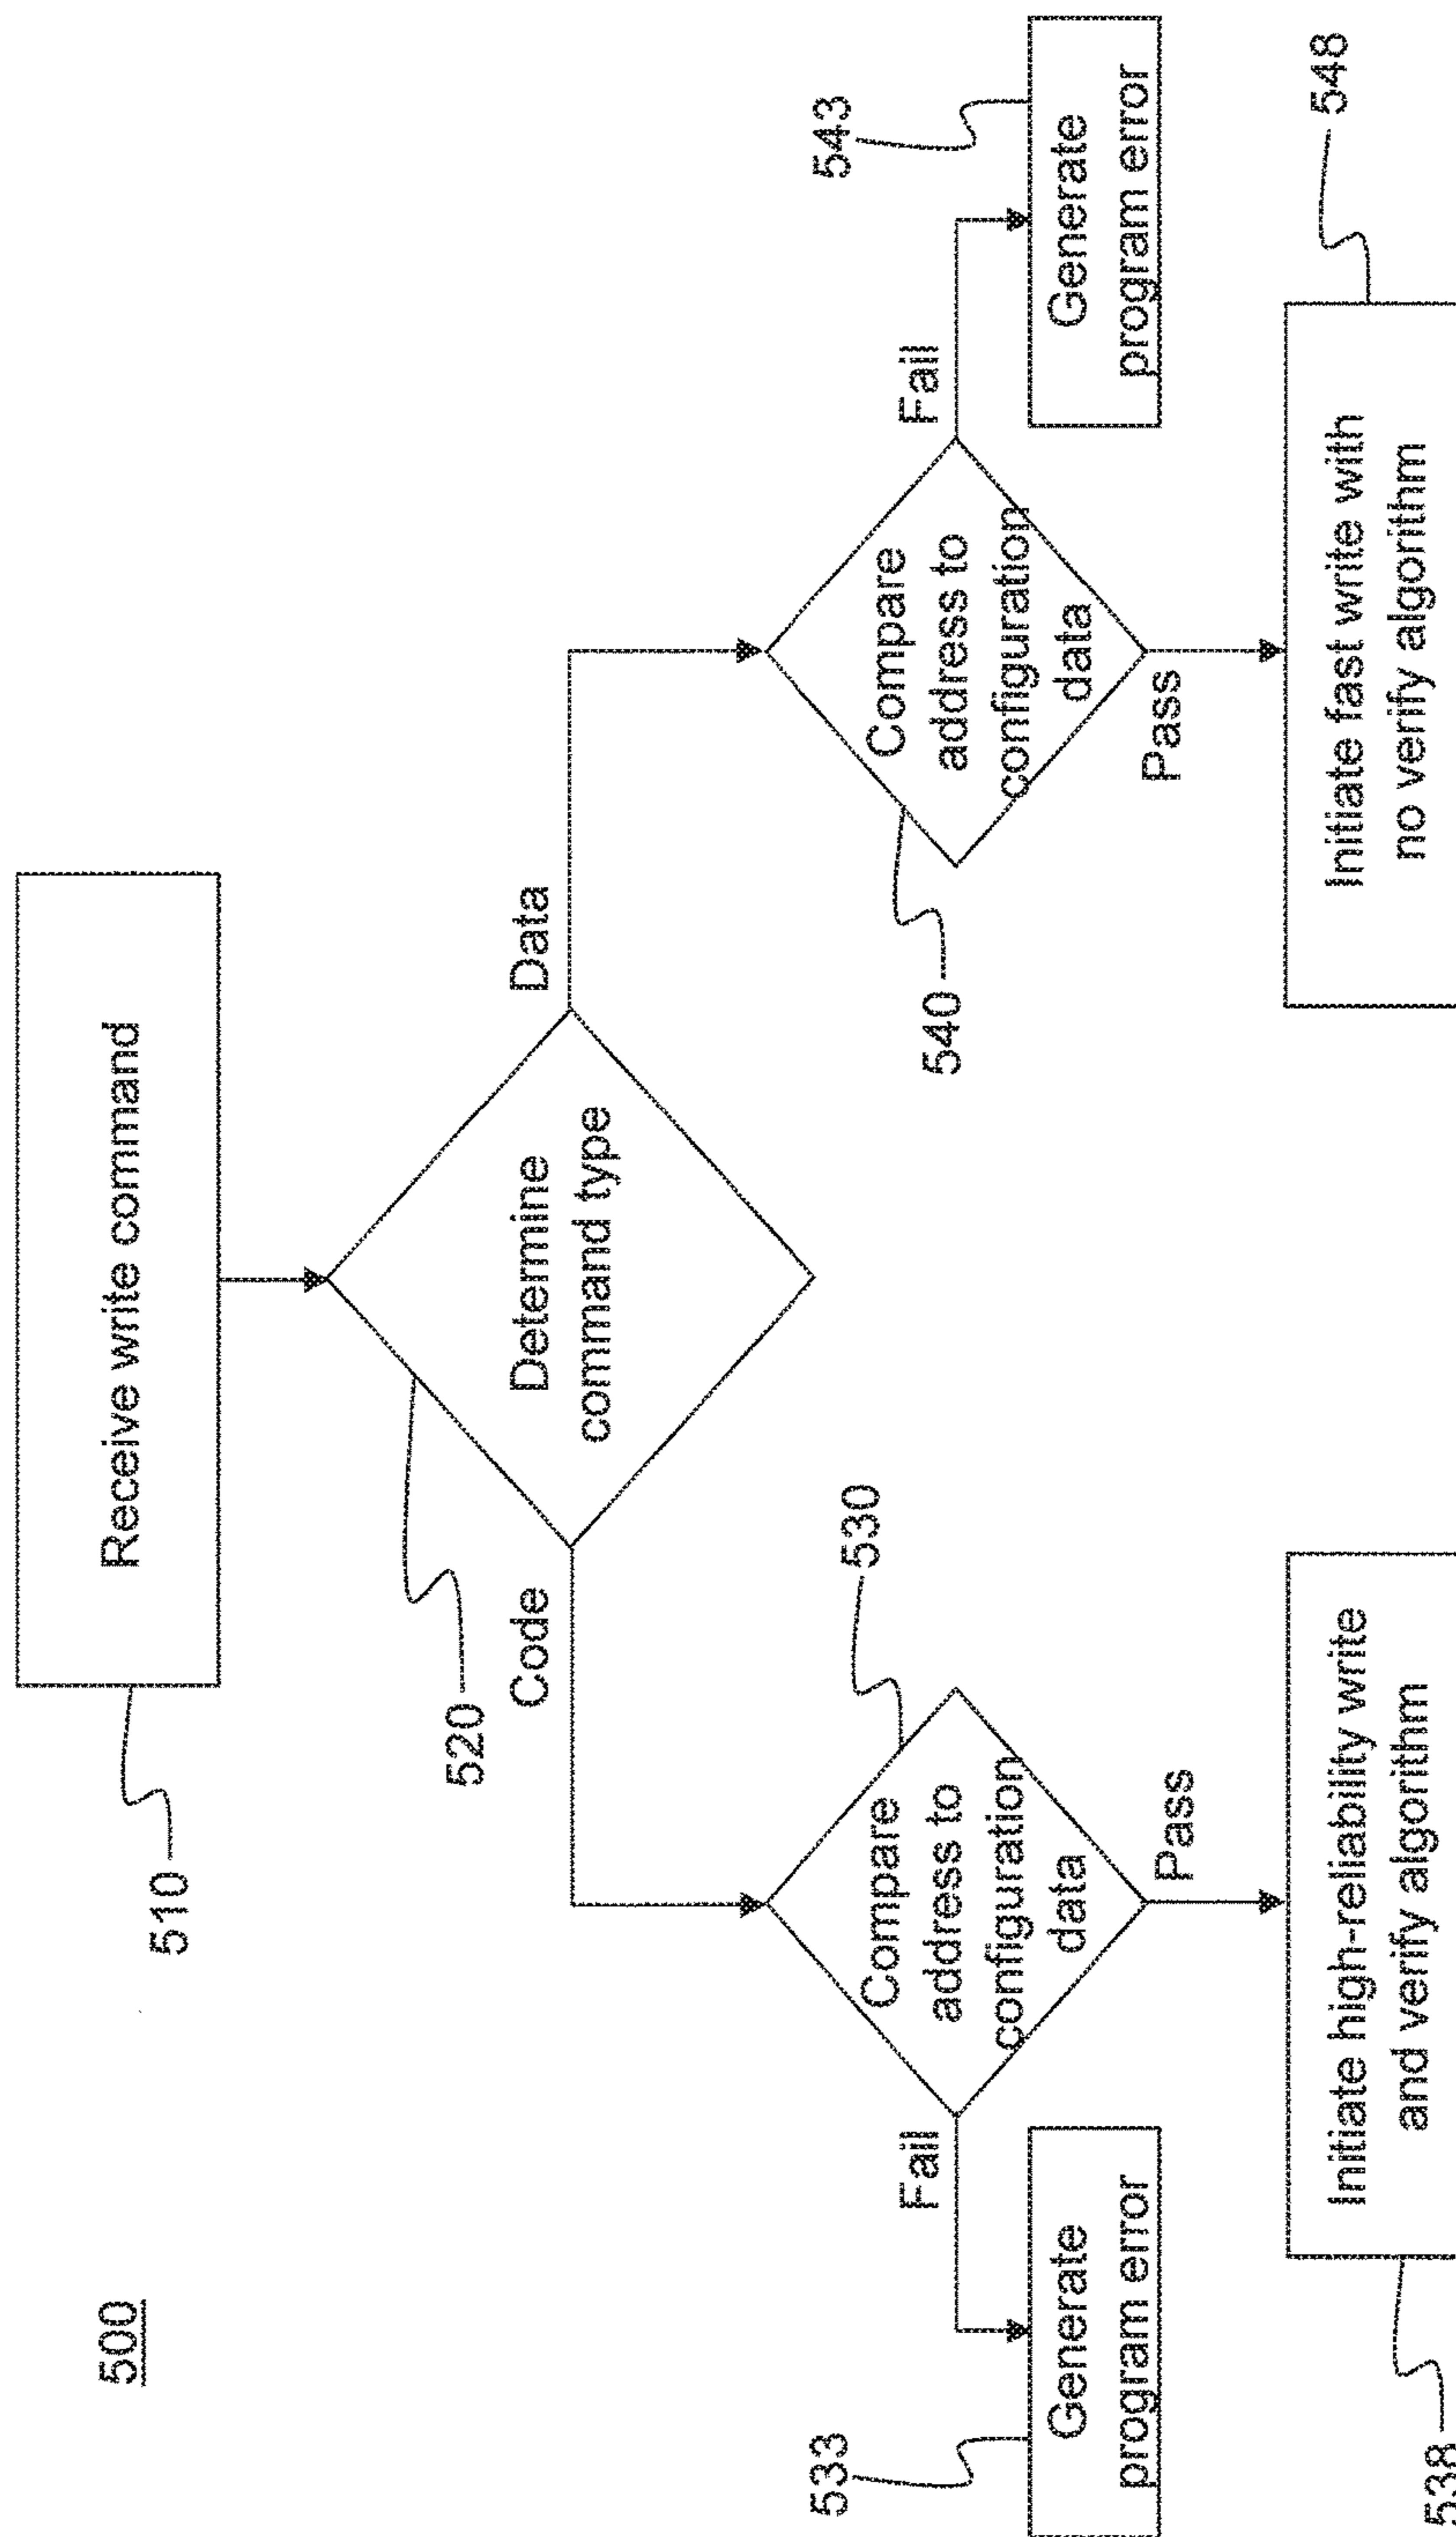 500
510
Receive write command
520
Determine
command type
Code
Data
530
Compare
address to
configuration
data
540
Compare
address to
configuration
data
Fail
Pass
Pass
Fail
533
Generate
program error
543
Generate
program error
538
Initiate high-reliability write
and verify algorithm
Initiate fast write with
no verify algorithm
548